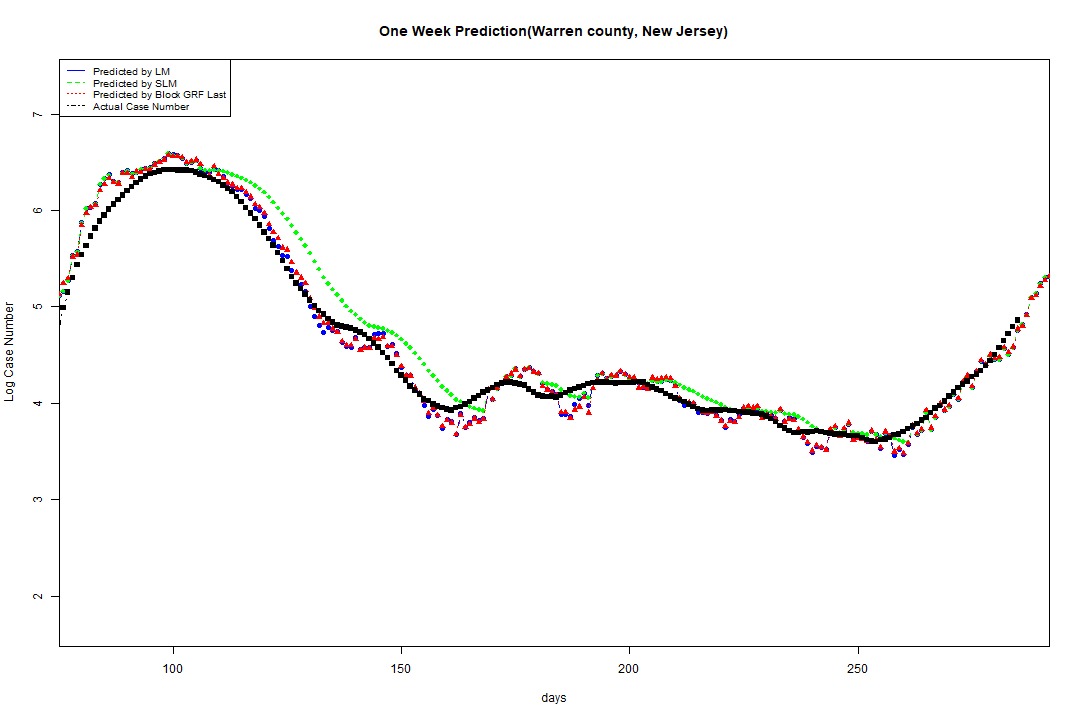 One Week Prediction(Warren county, New Jersey)
Predicted by LM
Predicted by SLM
Predicted by Block GRF Last
Actual Case Number
7
6
5
4
3
2
Log Case Number
100 150 200 250
days